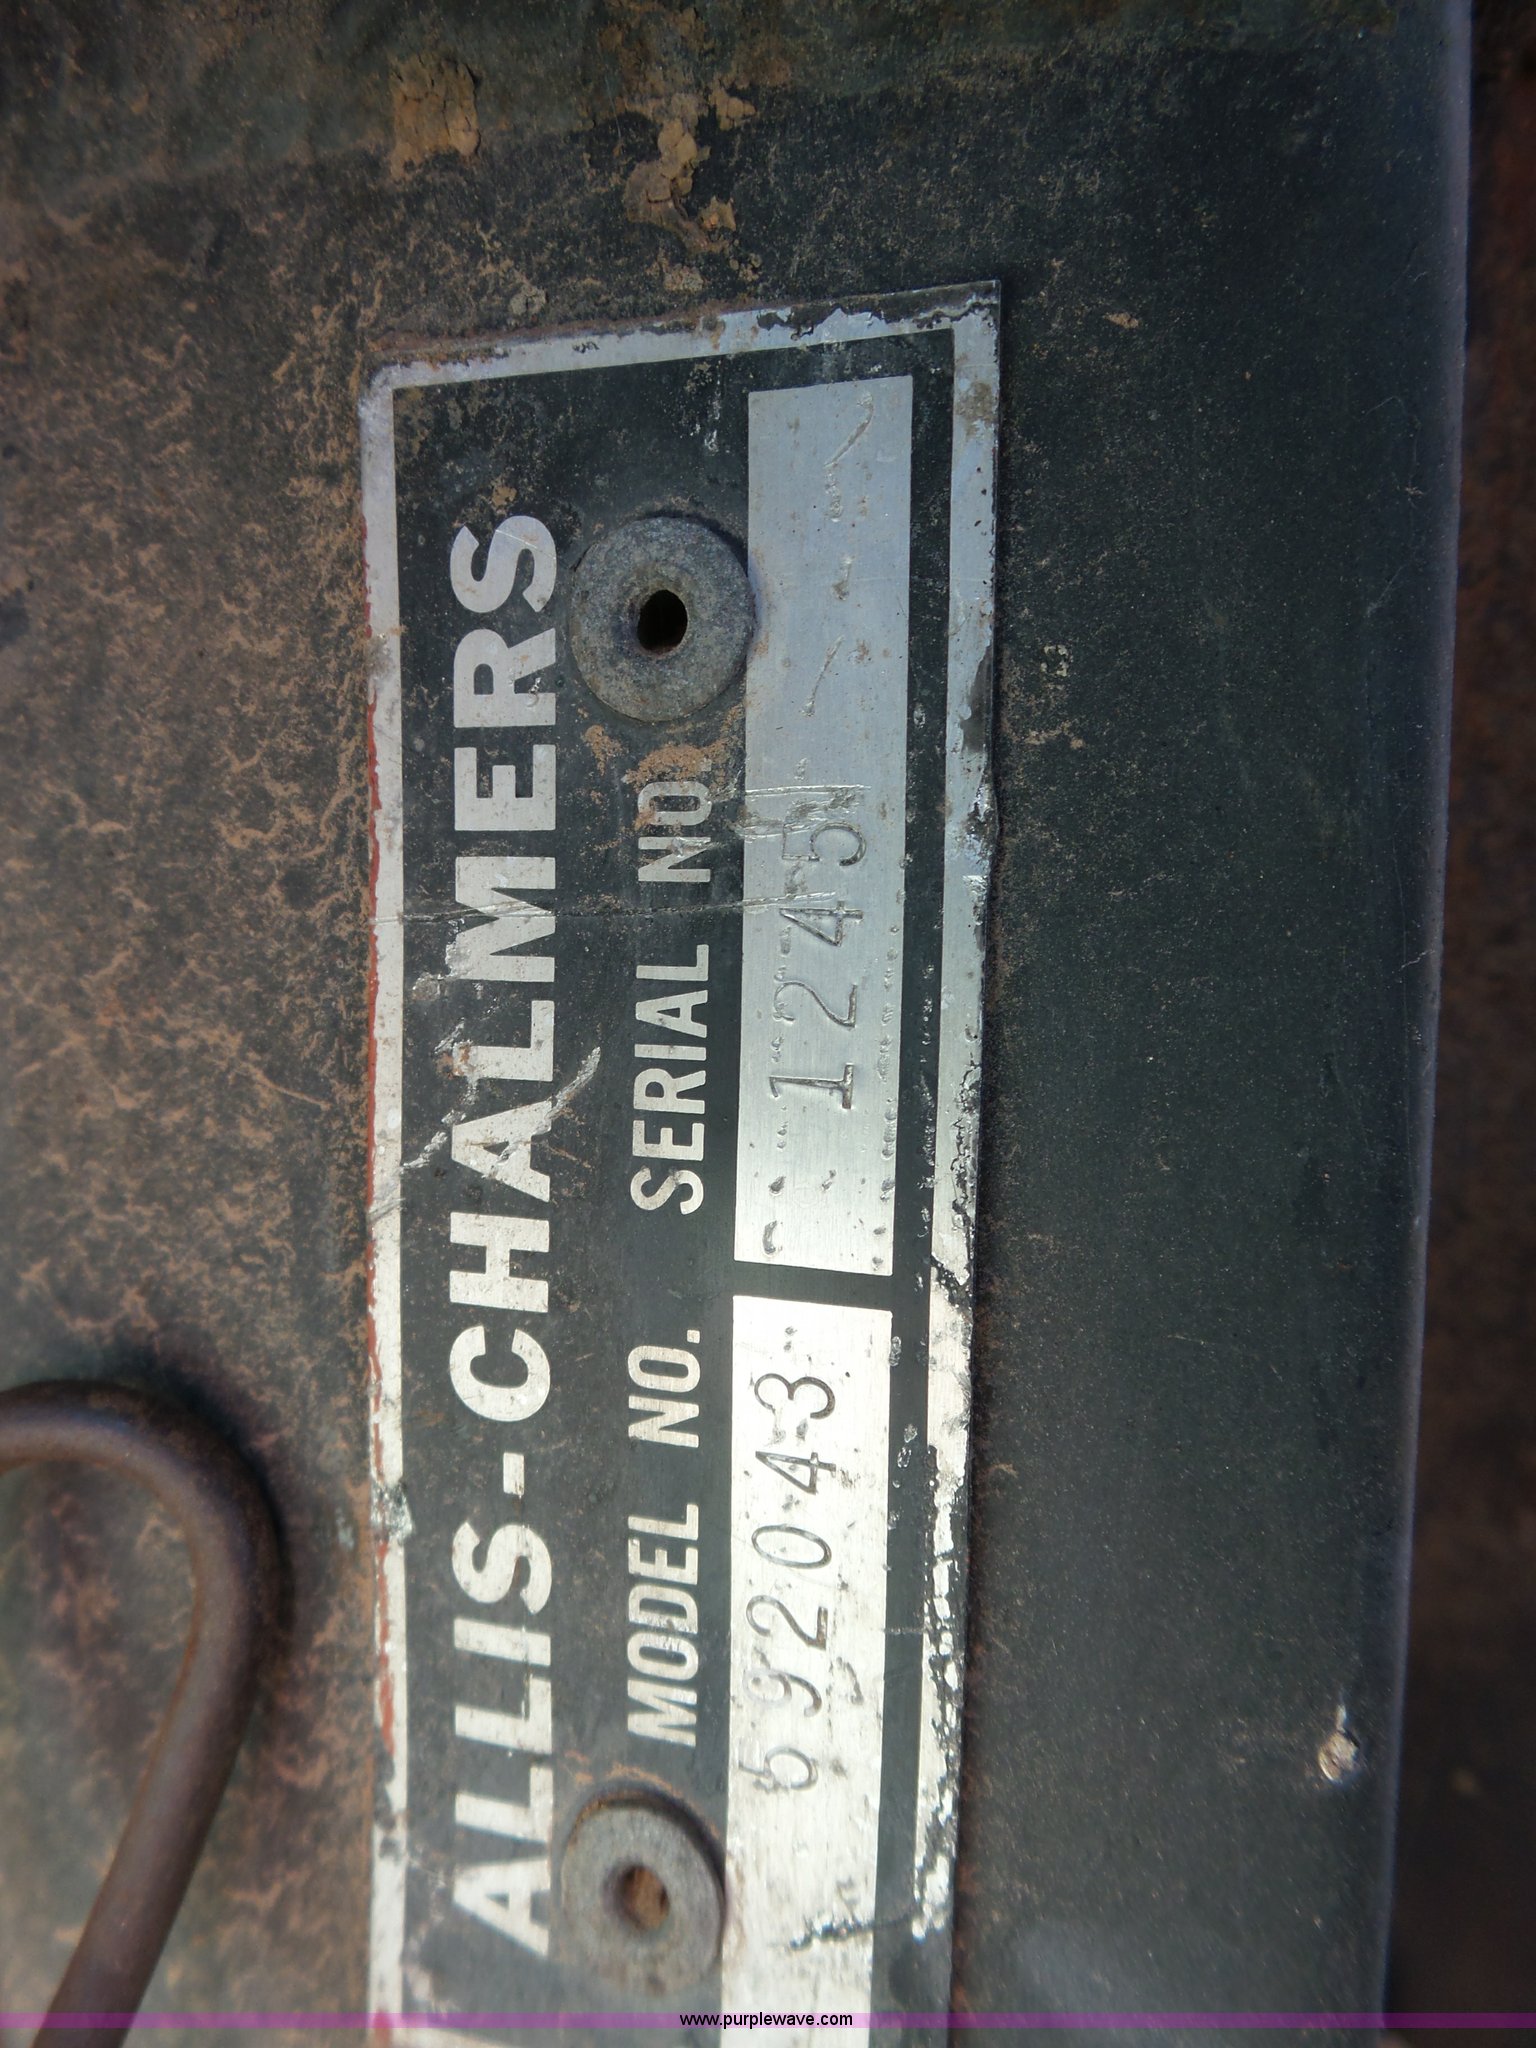 ALLIS-CHALMERS
MODEL NO. SERIAL NO.
592043 1245
www.purplewave.com